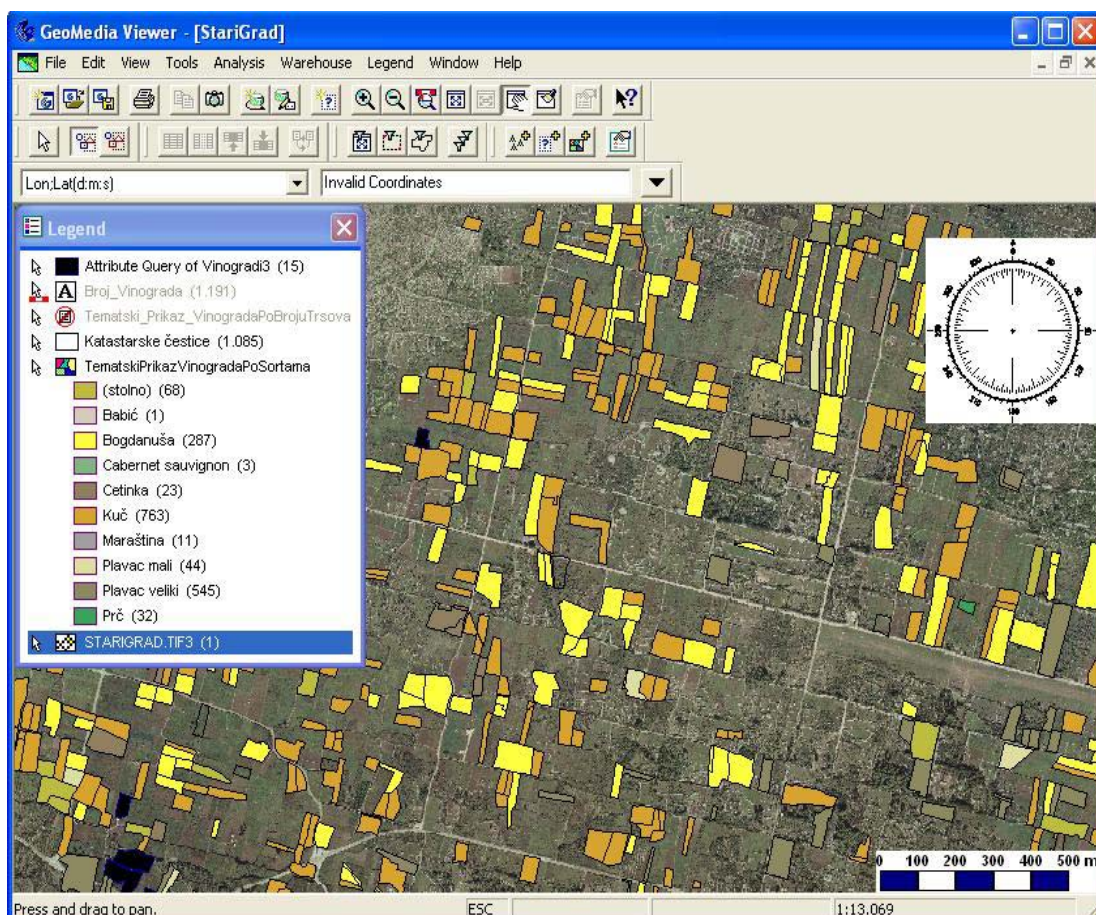 GeoMedia Viewer - [StariGrad]
File Edit View Tools Analysis Warehouse Legend Window Help
Lon;Lat(d:m:s) Invalid Coordinates
Legend
Attribute Query of Vinogradi3 (15)
A Broj_Vinograda (1.191)
Tematski_Prikaz_VinogradaPoBrojuTrsova
Katastarske čestice (1.085)
TematskiPrikazVinogradaPoSortama
(stolno) (68)
Babić (1)
Bogdanuša (287)
Cabernet sauvignon (3)
Cetinka (23)
Kuč (763)
Maraština (11)
Plavac mali (44)
Plavac veliki (545)
Prč (32)
STARIGRAD.TIF3 (1)
0 100 200 300 400 500 m
Press and drag to pan. ESC 1:13.069